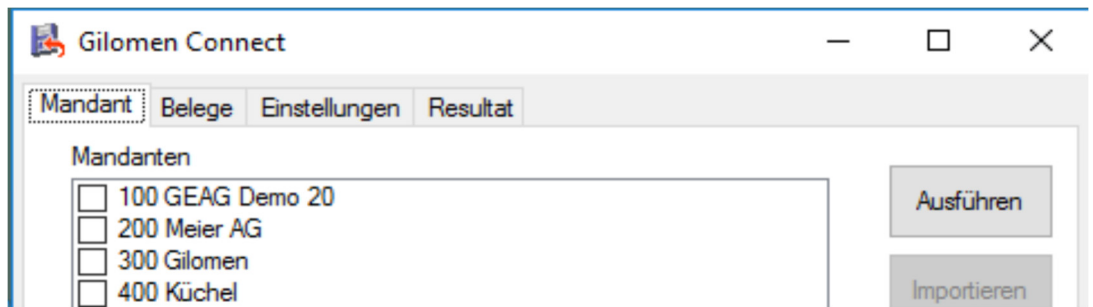 Gilomen Connect
Mandant Belege Einstellungen Resultat
Mandanten
100 GEAG Demo 20
200 Meier AG
300 Gilomen
400 Küchel
Ausführen
Importieren